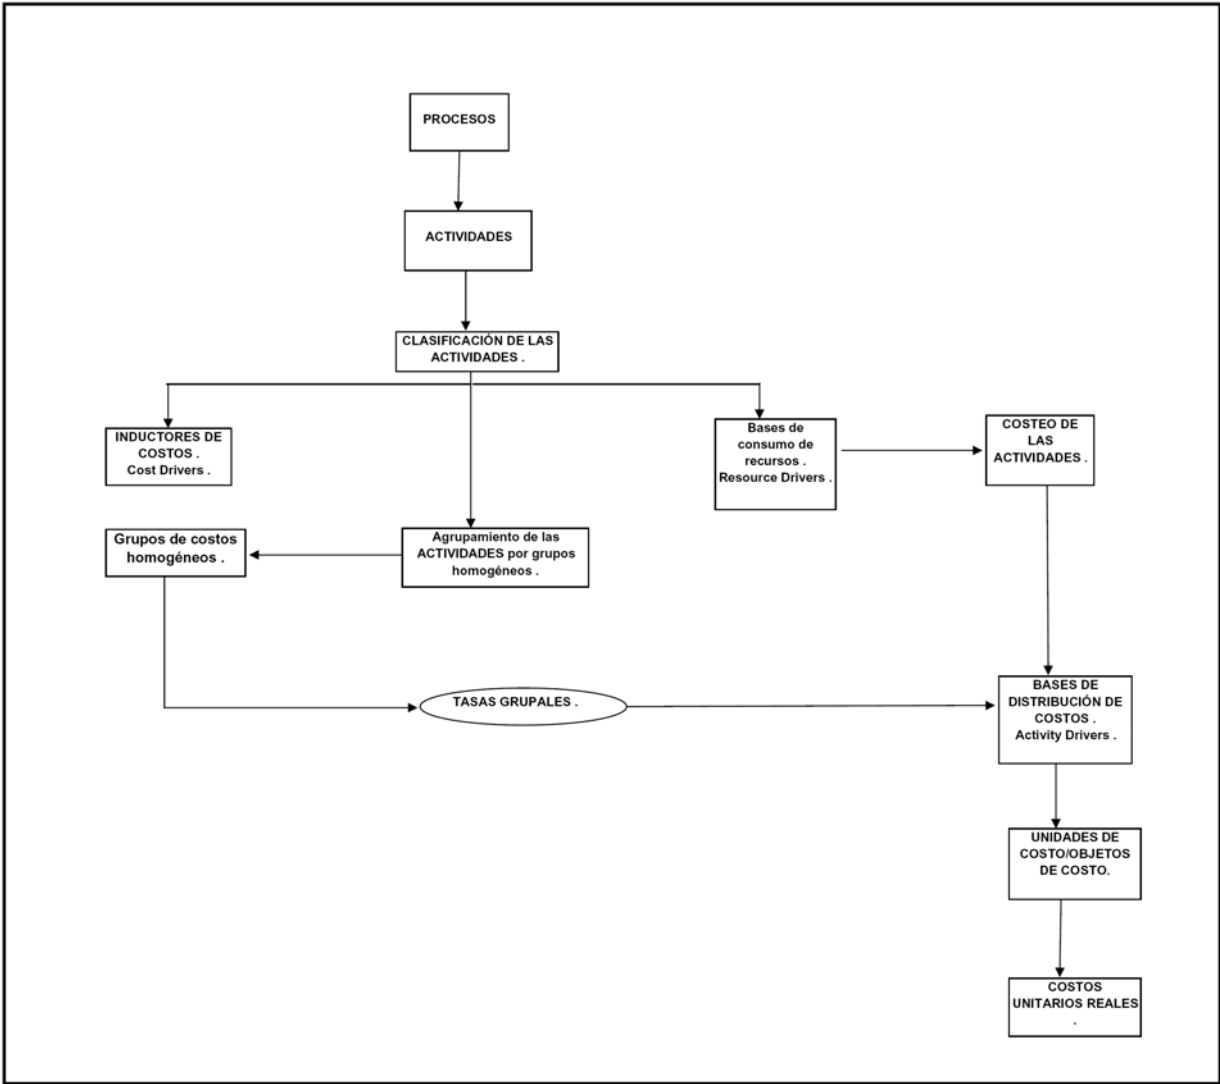 PROCESOS
ACTIVIDADES
CLASIFICACIÓN DE LAS
ACTIVIDADES .
INDUCTORES DE
COSTOS .
Cost Drivers .
Bases de
consumo de
recursos .
Resource Drivers .
COSTEO DE
LAS
ACTIVIDADES .
Grupos de costos
homogéneos .
Agrupamiento de las
ACTIVIDADES por grupos
homogéneos .
TASAS GRUPALES .
BASES DE
DISTRIBUCIÓN DE
COSTOS .
Activity Drivers .
UNIDADES DE
COSTO/OBJETOS
DE COSTO.
COSTOS
UNITARIOS REALES
.